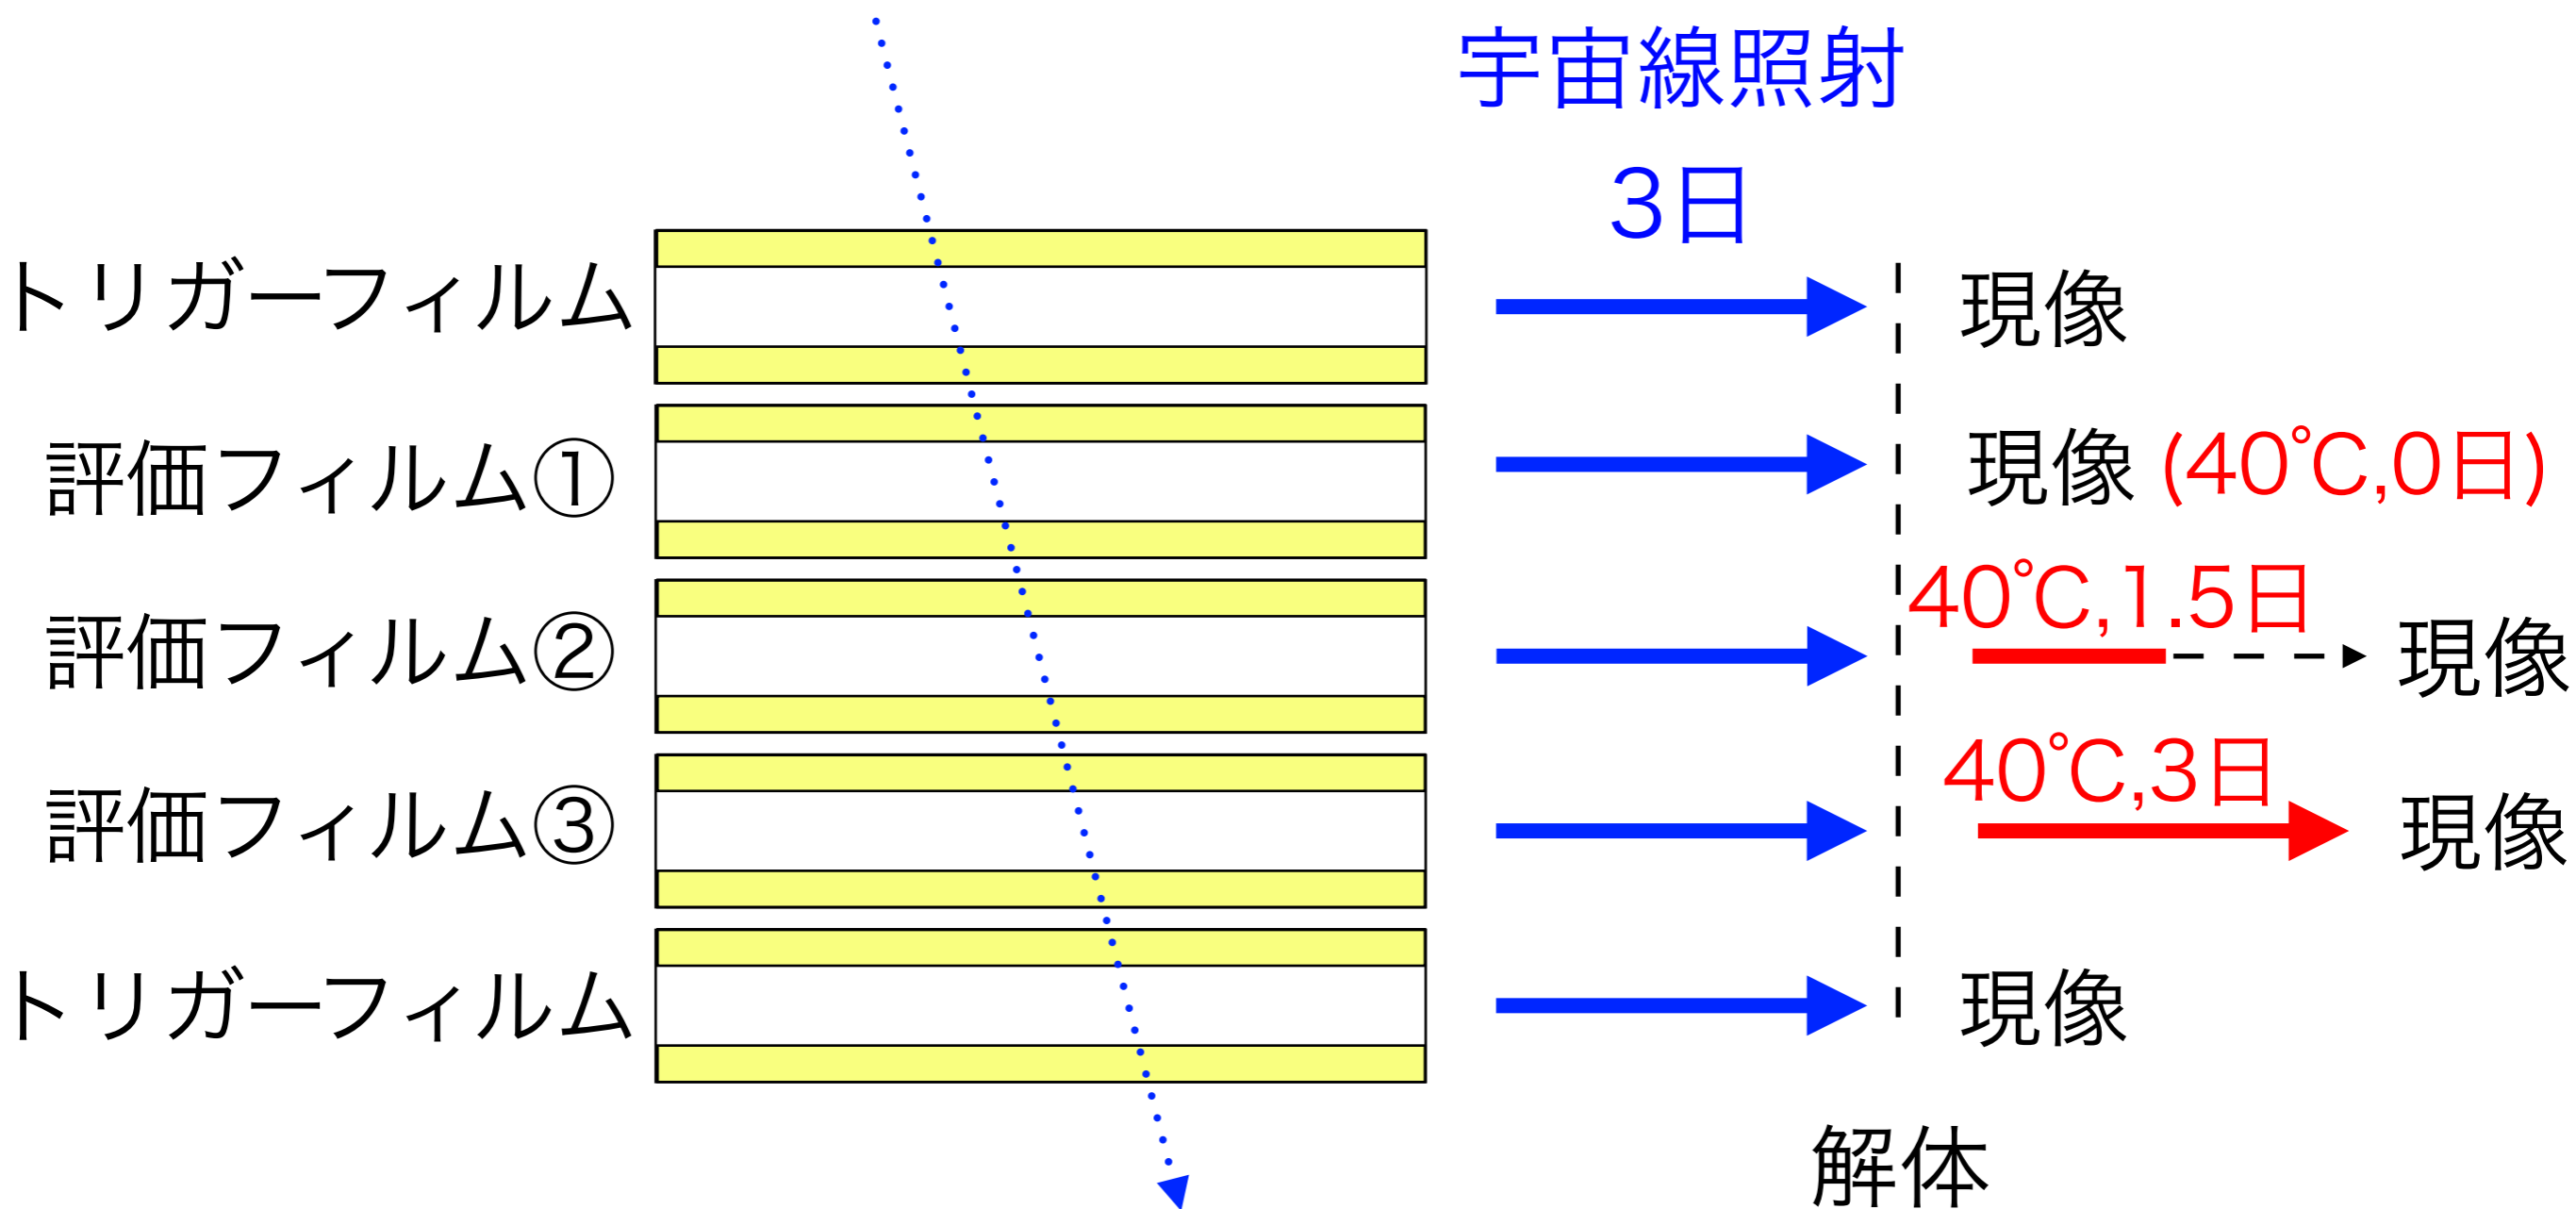 宇宙線照射
3日
トリガーフィルム
現像
評価フィルム①
現像 (40℃,0日)
評価フィルム②
40℃,1.5日
現像
評価フィルム③
40℃,3日
現像
トリガーフィルム
現像
解体